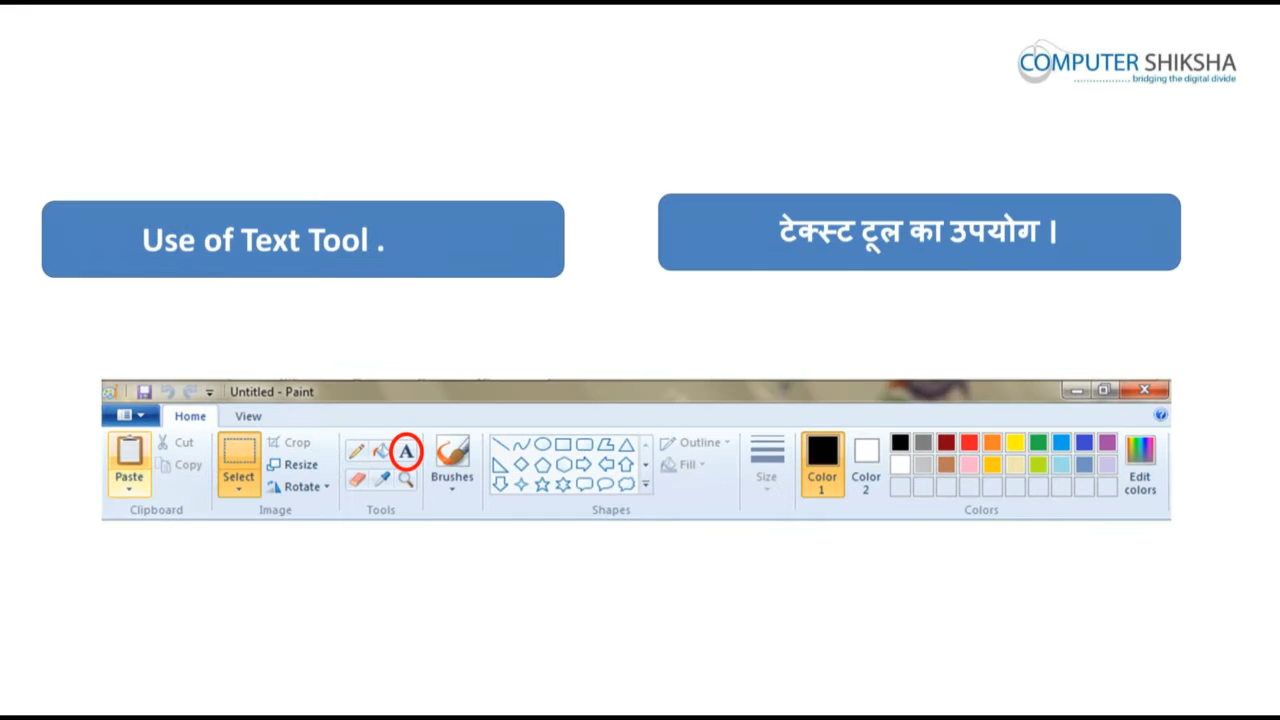 COMPUTER SHIKSHA
bridging the digital divide
Use of Text Tool .
टेक्स्ट टूल का उपयोग ।
Untitled - Paint
Home View
Paste
Cut
Copy
Clipboard
Select
Crop
Resize
Rotate
Image
A
Tools
Brushes
Shapes
Outline
Fill
Size
Color 1
Color 2
Edit colors
Colors